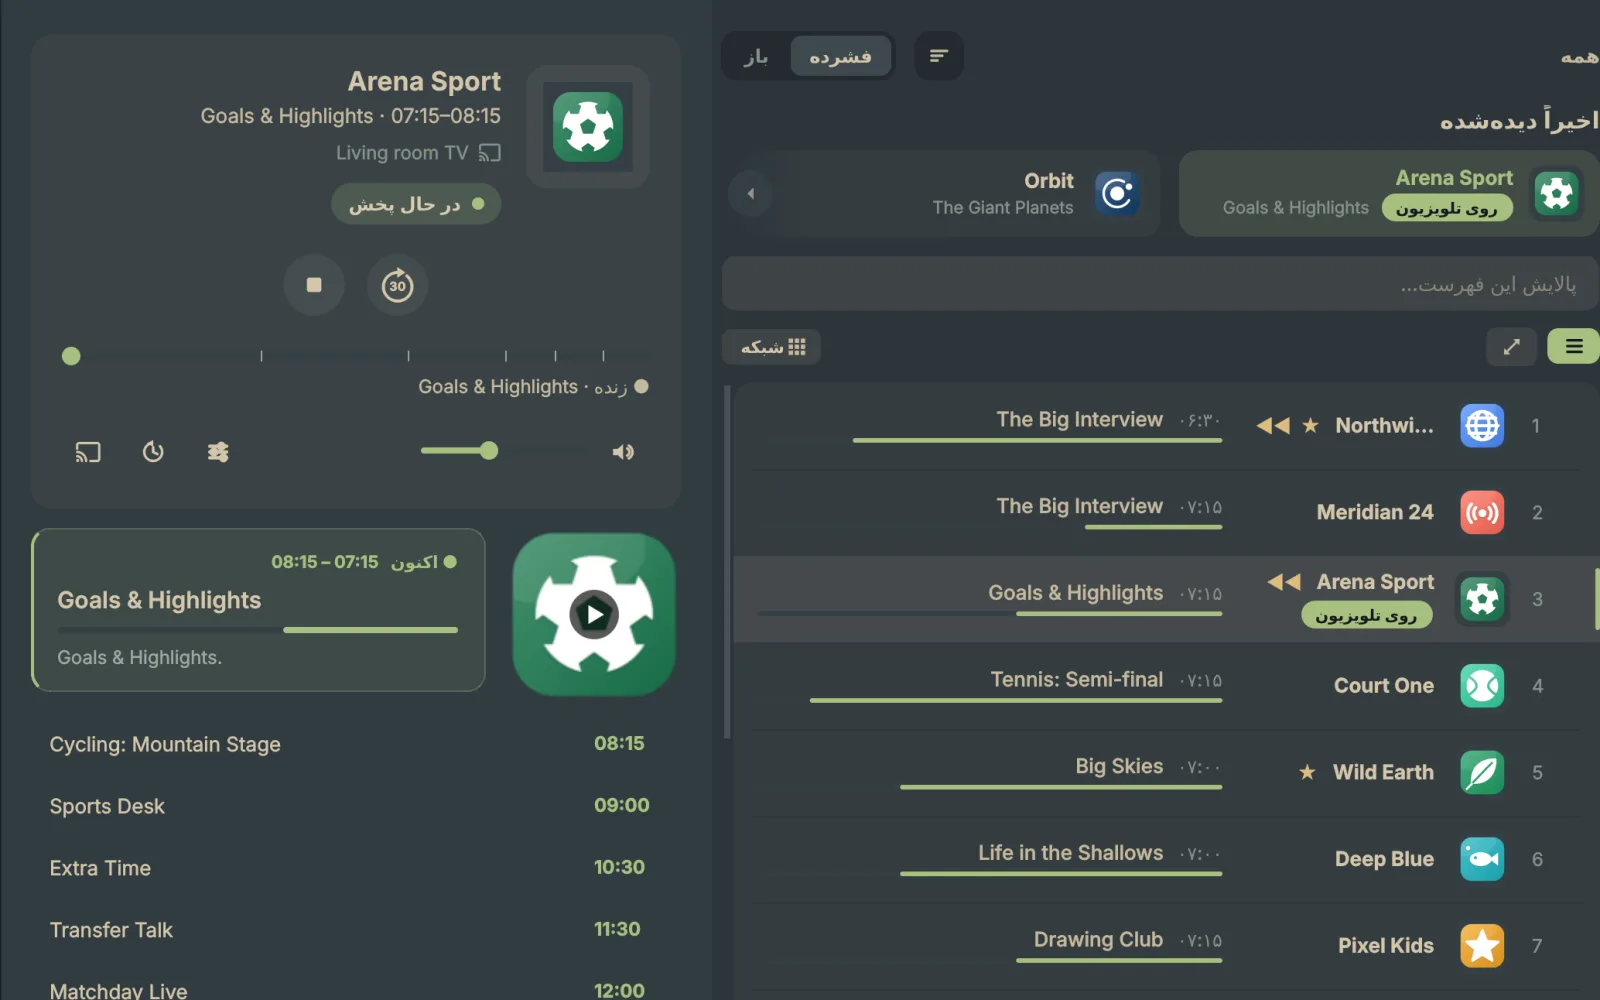 همه
فشرده
باز
اخیراً دیده‌شده
Arena Sport
روی تلویزیون Goals & Highlights
Orbit
The Giant Planets
پالایش این فهرست...
شبکه
1 Northwi... ۰۶:۳۰ The Big Interview
2 Meridian 24 ۰۷:۱۵ The Big Interview
3 Arena Sport ۰۷:۱۵ Goals & Highlights
روی تلویزیون
4 Court One ۰۷:۱۵ Tennis: Semi-final
5 Wild Earth ۰۷:۰۰ Big Skies
6 Deep Blue ۰۷:۰۰ Life in the Shallows
7 Pixel Kids ۰۷:۱۵ Drawing Club
Arena Sport
Goals & Highlights · 07:15–08:15
Living room TV
در حال پخش
30
زنده · Goals & Highlights
اکنون 07:15 – 08:15
Goals & Highlights
Goals & Highlights.
08:15 Cycling: Mountain Stage
09:00 Sports Desk
10:30 Extra Time
11:30 Transfer Talk
12:00 Matchday Live